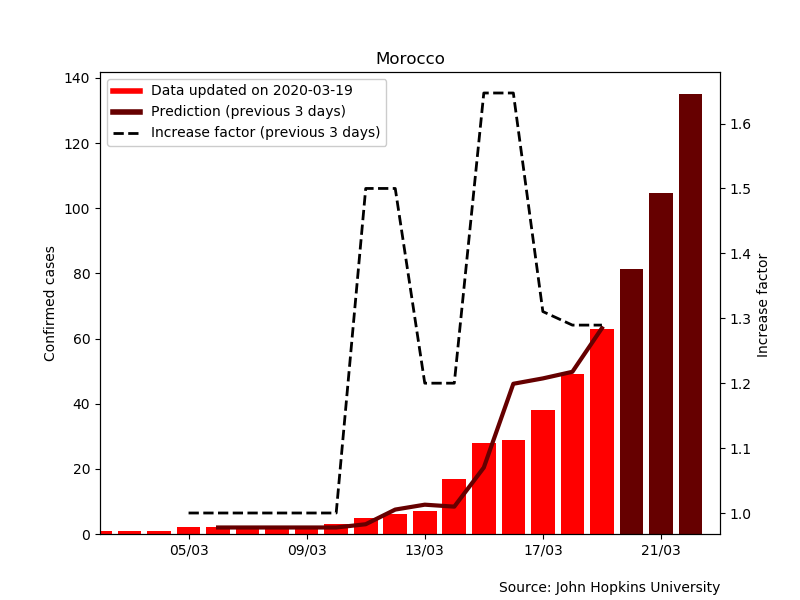 Morocco
Data updated on 2020-03-19
Prediction (previous 3 days)
Increase factor (previous 3 days)
Confirmed cases
140
120
100
80
60
40
20
0
1.6
1.5
1.4
1.3
1.2
1.1
1.0
Increase factor
05/03 09/03 13/03 17/03 21/03
Source: John Hopkins University